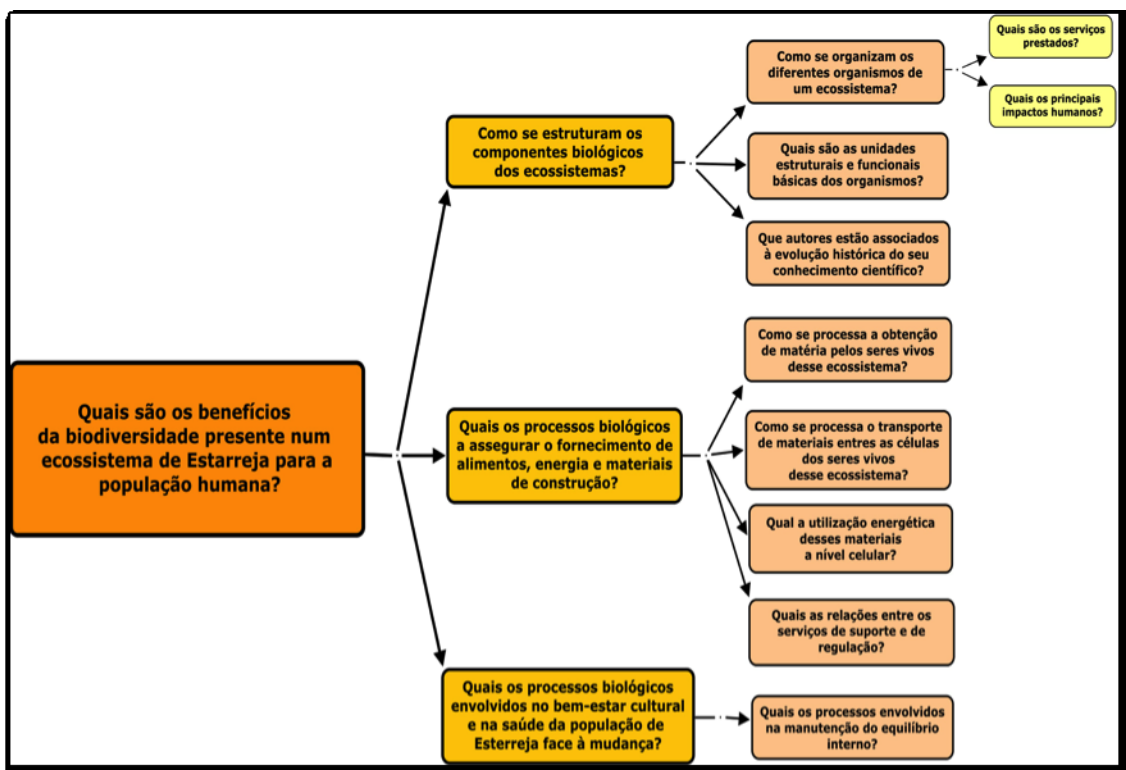 Quais são os benefícios
da biodiversidade presente num
ecossistema de Estarreja para a
população humana?
Como se estruturam os
componentes biológicos
dos ecossistemas?
Como se organizam os
diferentes organismos de
um ecossistema?
Quais são os serviços
prestados?
Quais os principais
impactos humanos?
Quais são as unidades
estruturais e funcionais
básicas dos organismos?
Que autores estão associados
à evolução histórica do seu
conhecimento científico?
Quais os processos biológicos
a assegurar o fornecimento de
alimentos, energia e materiais
de construção?
Como se processa a obtenção
de matéria pelos seres vivos
desse ecossistema?
Como se processa o transporte
de materiais entres as células
dos seres vivos
desse ecossistema?
Qual a utilização energética
desses materiais
a nível celular?
Quais as relações entre os
serviços de suporte e de
regulação?
Quais os processos biológicos
envolvidos no bem-estar cultural
e na saúde da população de
Esterreja face à mudança?
Quais os processos envolvidos
na manutenção do equilíbrio
interno?